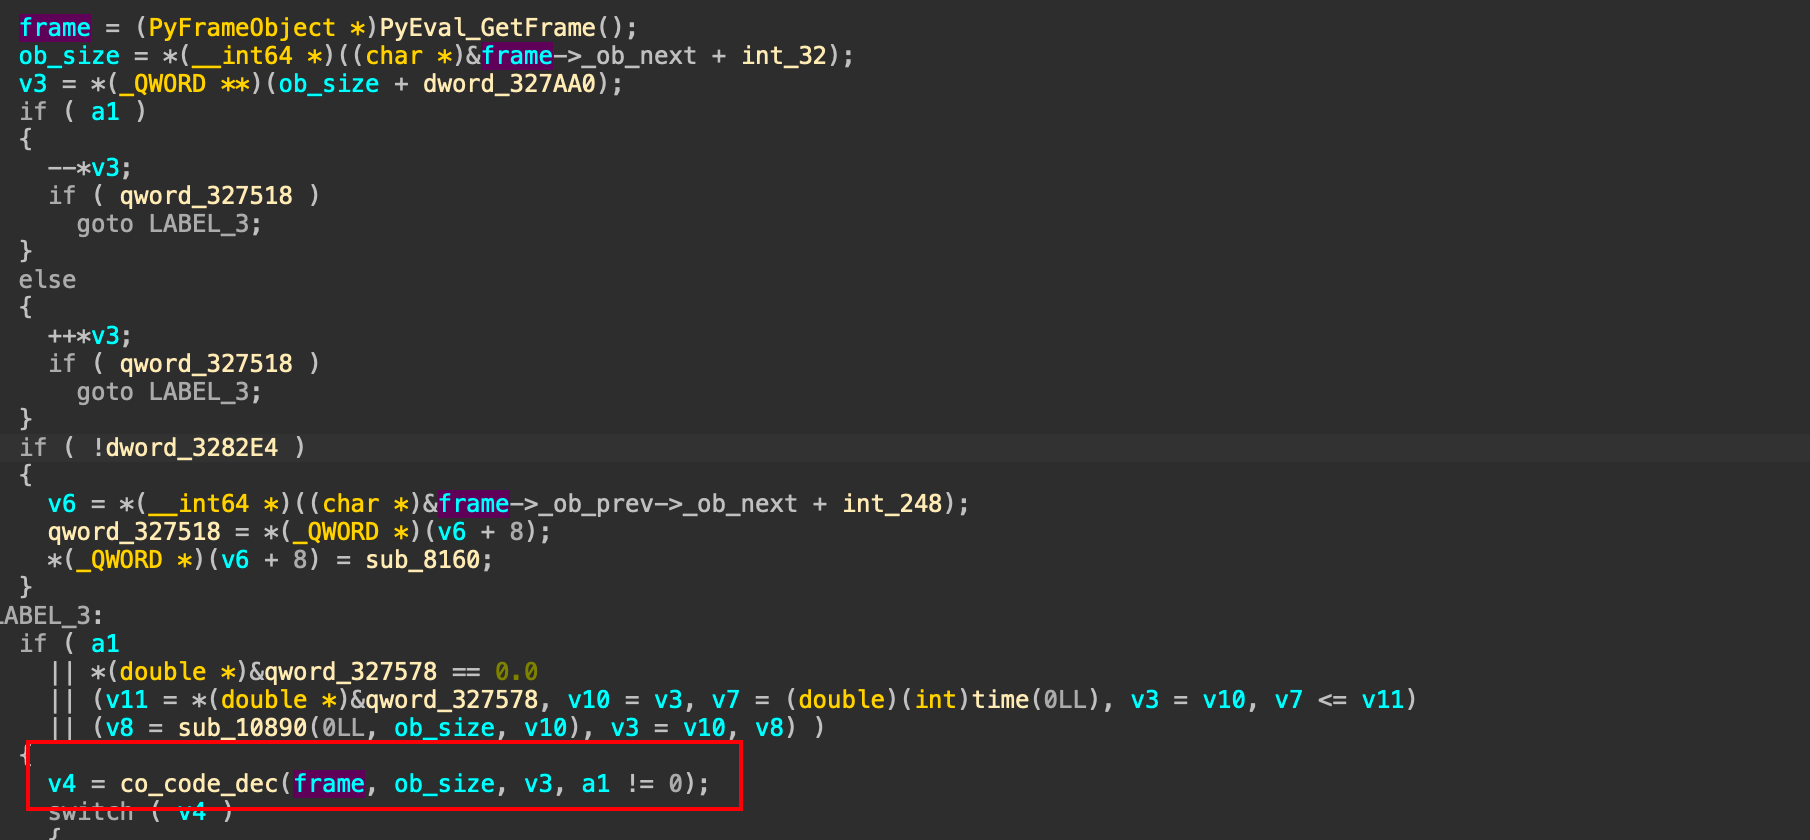 frame = (PyFrameObject *)PyEval_GetFrame();
ob_size = *(__int64 *)((char *)&frame->_ob_next + int_32);
v3 = *(_QWORD **)(ob_size + dword_327AA0);
if ( a1 )
{
  --*v3;
  if ( qword_327518 )
    goto LABEL_3;
}
else
{
  ++*v3;
  if ( qword_327518 )
    goto LABEL_3;
}
if ( !dword_3282E4 )
{
  v6 = *(__int64 *)((char *)&frame->_ob_prev->_ob_next + int_248);
  qword_327518 = *(_QWORD *)(v6 + 8);
  *(_QWORD *)(v6 + 8) = sub_8160;
}
LABEL_3:
if ( a1
  || *(double *)&qword_327578 == 0.0
  || (v11 = *(double *)&qword_327578, v10 = v3, v7 = (double)(int)time(0LL), v3 = v10, v7 <= v11)
  || (v8 = sub_10890(0LL, ob_size, v10), v3 = v10, v8) )
{
  v4 = co_code_dec(frame, ob_size, v3, a1 != 0);
  switch ( v4 )
  {